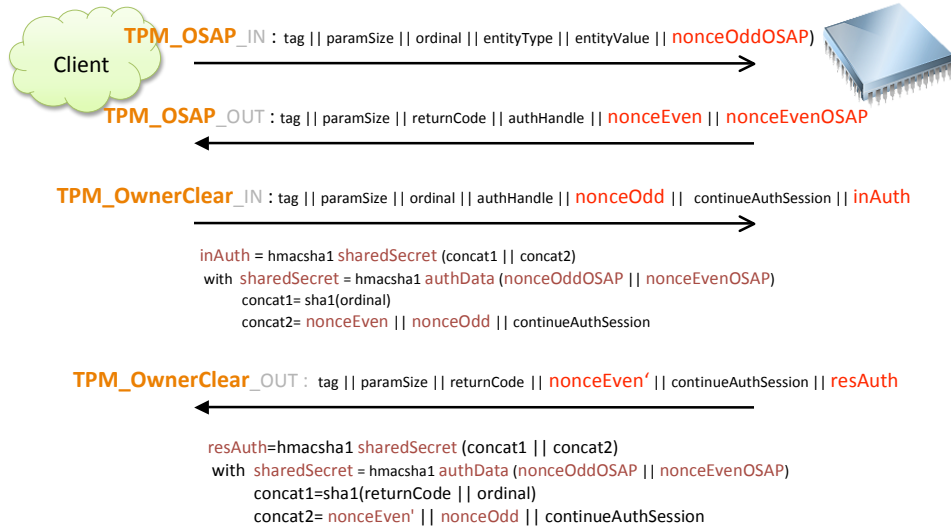 TPM_OSAP_IN : tag || paramSize || ordinal || entityType || entityValue || nonceOddOSAP)
Client
TPM_OSAP_OUT: tag || paramSize || returnCode || authHandle || nonceEven || nonceEvenOSAP
TPM_OwnerClear_IN : tag || paramSize || ordinal || authHandle || nonceOdd || continueAuthSession || inAuth
inAuth = hmacsha1 sharedSecret (concat1 || concat2)
with sharedSecret = hmacsha1 authData (nonceOddOSAP || nonceEvenOSAP)
concat1= sha1(ordinal)
concat2= nonceEven || nonceOdd || continueAuthSession
TPM_OwnerClear_OUT : tag || paramSize || returnCode || nonceEven‘ || continueAuthSession || resAuth
resAuth=hmacsha1 sharedSecret (concat1 || concat2)
with sharedSecret = hmacsha1 authData (nonceOddOSAP || nonceEvenOSAP)
concat1=sha1(returnCode || ordinal)
concat2= nonceEven' || nonceOdd || continueAuthSession